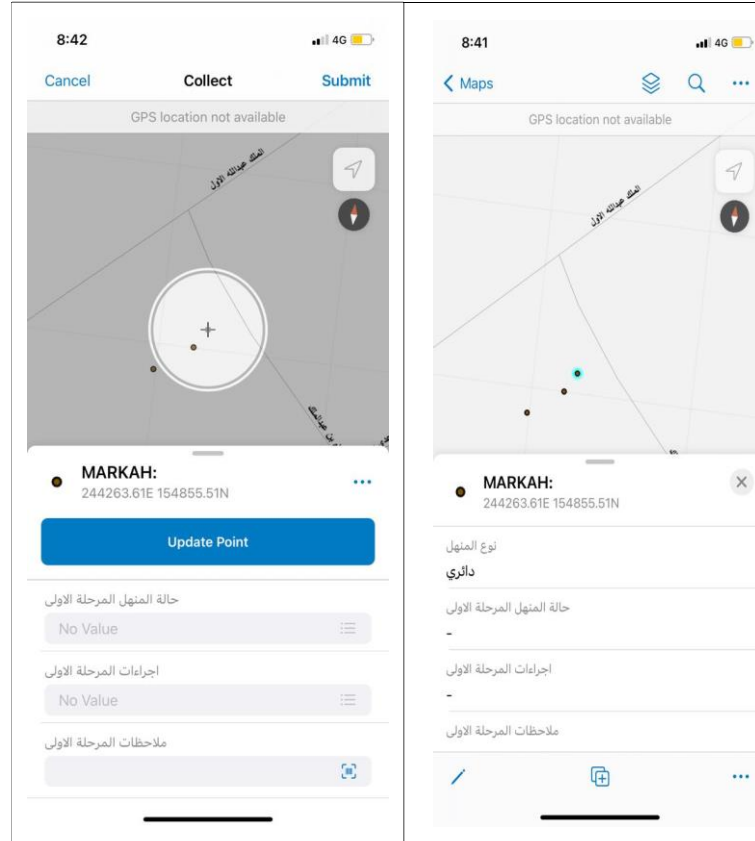 8:42
4G
Cancel
Collect
Submit
GPS location not available
الملك عبدالله الاول
MARKAH:
244263.61E 154855.51N
Update Point
حالة المنهل المرحلة الاولى
No Value
اجراءات المرحلة الاولى
No Value
ملاحظات المرحلة الاولى
8:41
4G
Maps
GPS location not available
الملك عبدالله الاول
MARKAH:
244263.61E 154855.51N
نوع المنهل
دائري
حالة المنهل المرحلة الاولى
-
اجراءات المرحلة الاولى
-
ملاحظات المرحلة الاولى